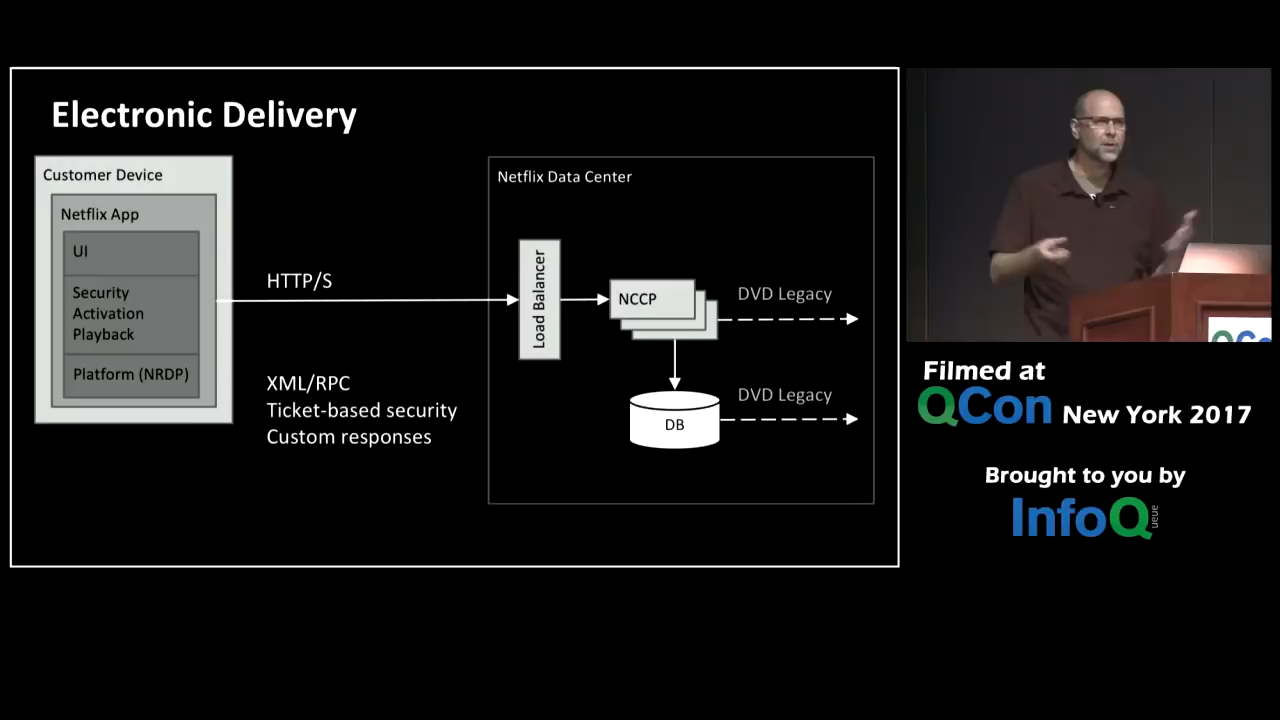 Electronic Delivery
Customer Device
Netflix App
UI
Security
Activation
Playback
Platform (NRDP)
HTTP/S
XML/RPC
Ticket-based security
Custom responses
Netflix Data Center
Load Balancer
NCCP
DVD Legacy
DB
DVD Legacy
QCo
Filmed at
QCon New York 2017
Brought to you by
InfoQueue